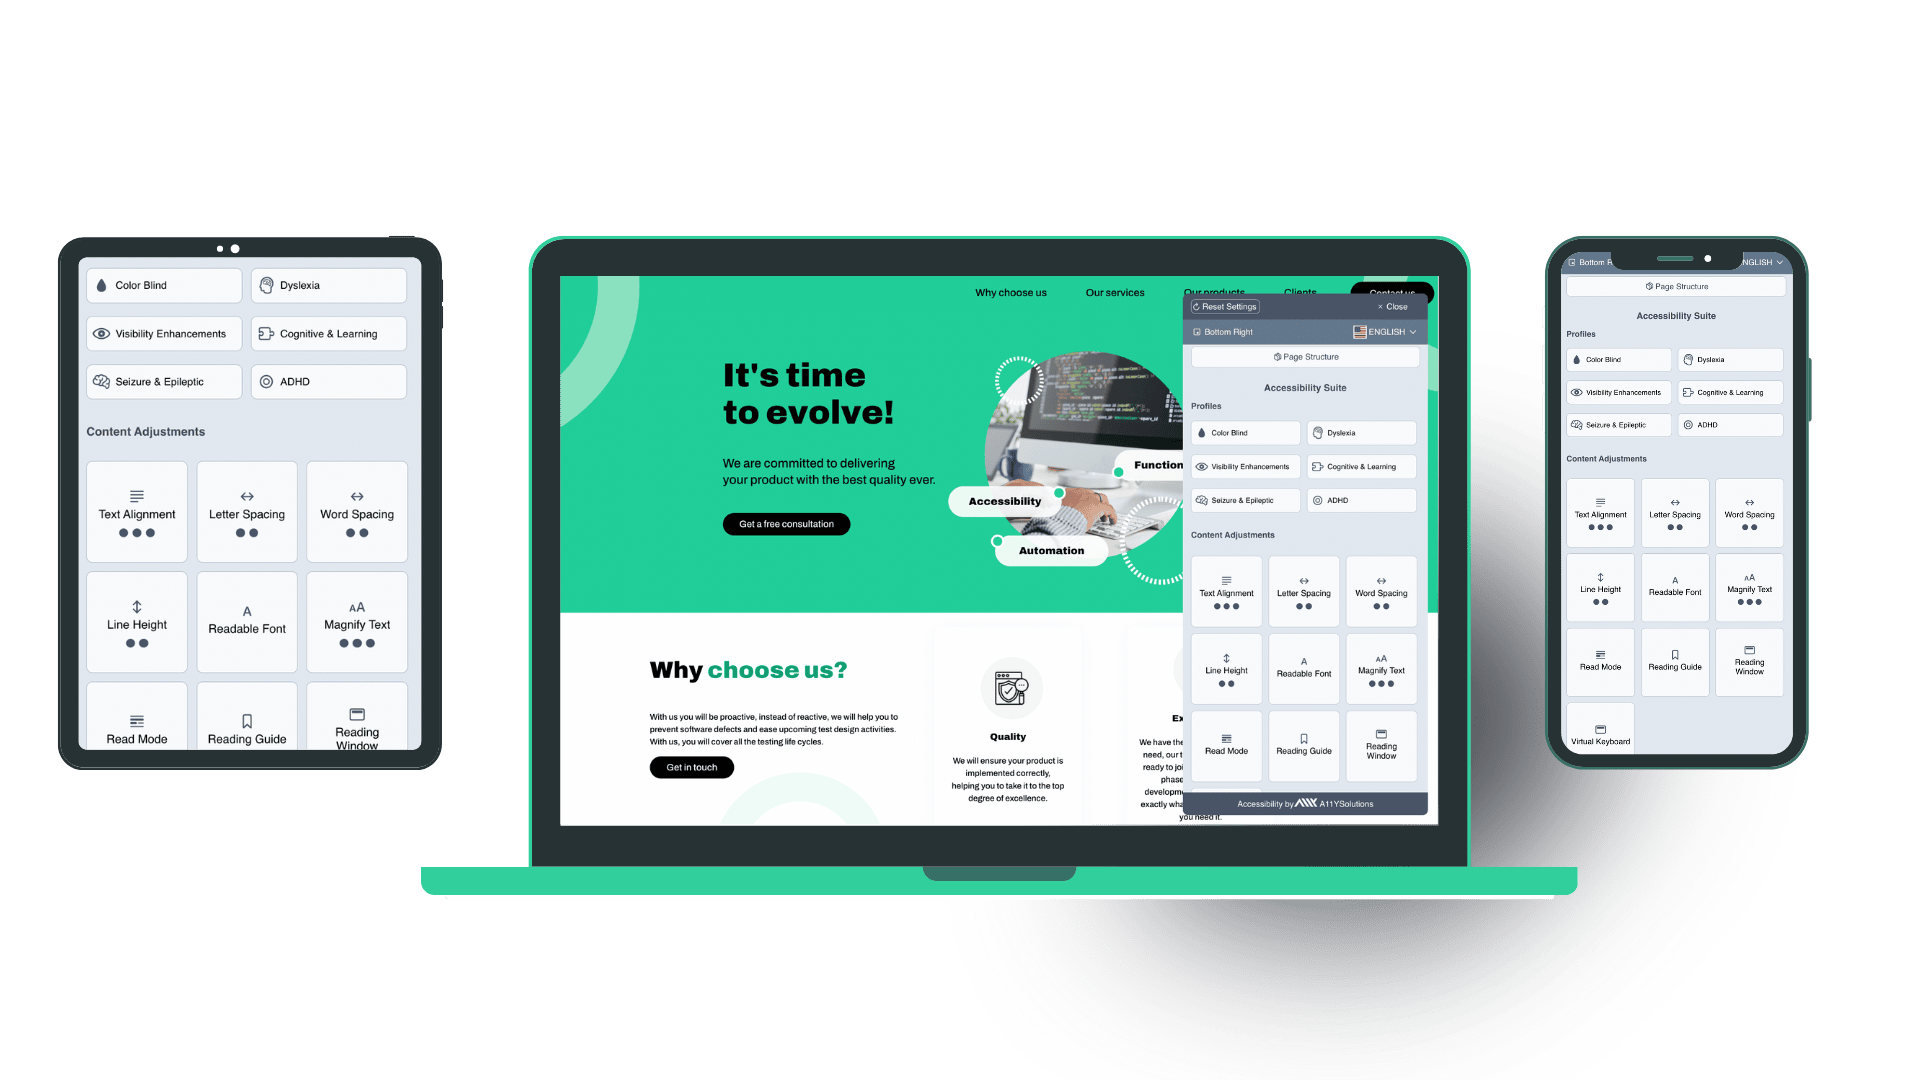 Color Blind
Dyslexia
Visibility Enhancements
Cognitive & Learning
Seizure & Epileptic
ADHD
Content Adjustments
Text Alignment
Letter Spacing
Word Spacing
Line Height
Readable Font
Magnify Text
Read Mode
Reading Guide
Reading
Window
Why choose us
Our services
Our products
Clients
Contact us
It's time
to evolve!
We are committed to delivering
your product with the best quality ever.
Get a free consultation
Function
Accessibility
Automation
Why choose us?
With us you will be proactive, instead of reactive, we will help you to
prevent software defects and ease upcoming test design activities.
With us, you will cover all the testing life cycles.
Get in touch
Quality
We will ensure your product is
implemented correctly,
helping you to take it to the top
degree of excellence.
Ex
We have the
need, our t
ready to joi
phase
developm
exactly wha
you need it.
Reset Settings
× Close
Bottom Right
ENGLISH
Page Structure
Accessibility Suite
Profiles
Color Blind
Dyslexia
Visibility Enhancements
Cognitive & Learning
Seizure & Epileptic
ADHD
Content Adjustments
Text Alignment
Letter Spacing
Word Spacing
Line Height
Readable Font
Magnify Text
Read Mode
Reading Guide
Reading
Window
Accessibility by A11YSolutions
Bottom R
NGLISH
Page Structure
Accessibility Suite
Profiles
Color Blind
Dyslexia
Visibility Enhancements
Cognitive & Learning
Seizure & Epileptic
ADHD
Content Adjustments
Text Alignment
Letter Spacing
Word Spacing
Line Height
Readable Font
Magnify Text
Read Mode
Reading Guide
Reading
Window
Virtual Keyboard